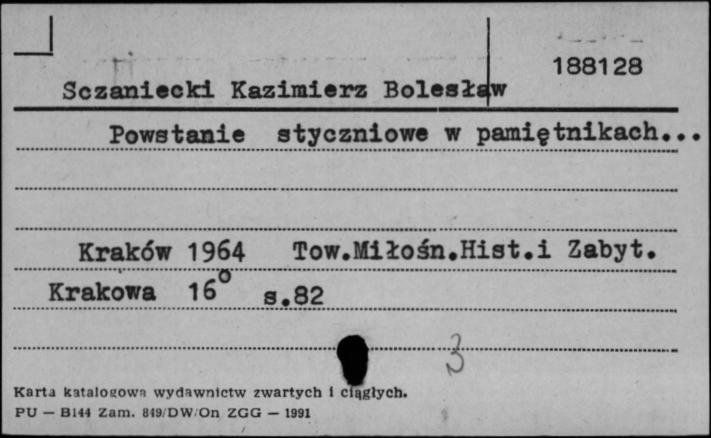 188128
Sczaniecki Kazimierz Bolesław
Powstanie styczniowe w pamiętnikach...
Kraków 1964 Tow.Miłośn.Hist.i Zabyt.
Krakowa 16° s.82
3
Karta katalogowa wydawnictw zwartych i ciągłych.
PU — B144 Zam. 849/DW/On ZGG — 1991